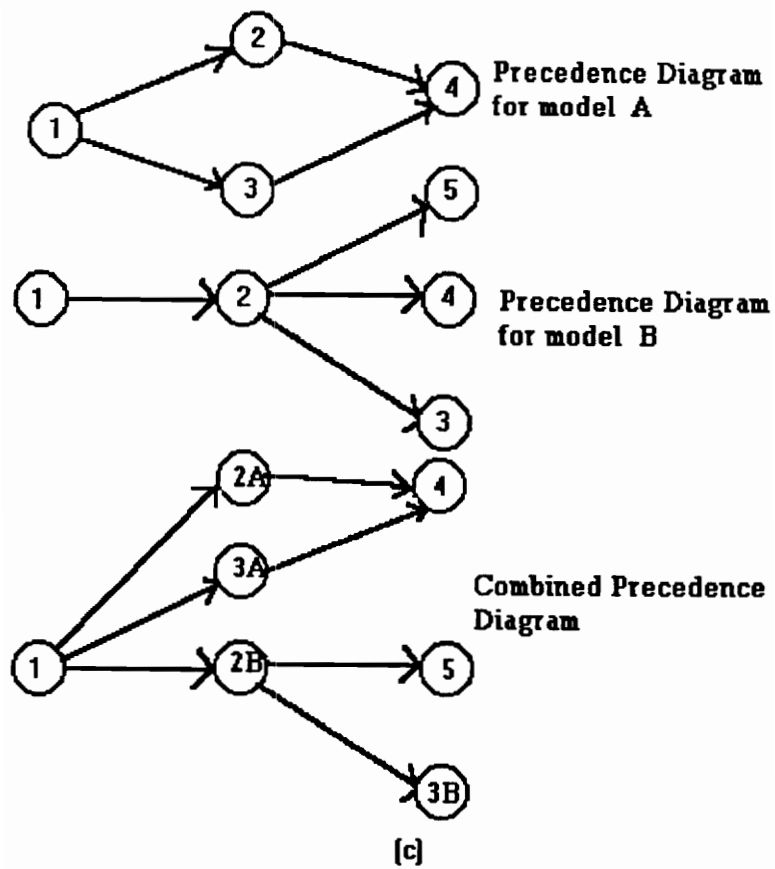 2
1
4
3
Precedence Diagram
for model A
5
1
2
4
3
Precedence Diagram
for model B
2A
4
3A
1
2B
5
3B
Combined Precedence
Diagram
(c)